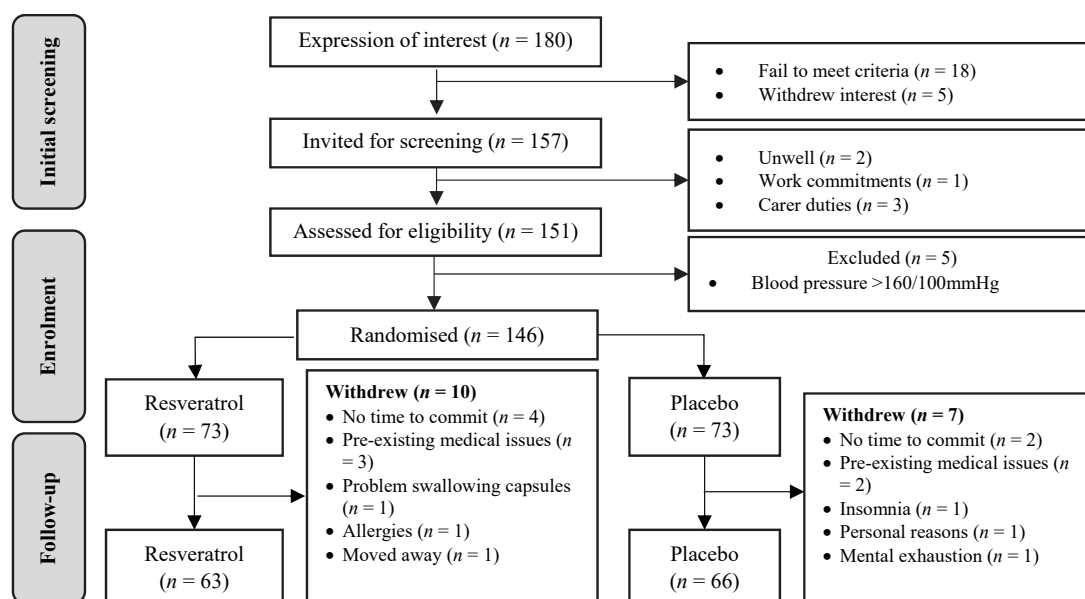 Initial screening
Expression of interest (n = 180)
• Fail to meet criteria (n = 18)
• Withdrew interest (n = 5)
Invited for screening (n = 157)
• Unwell (n = 2)
• Work commitments (n = 1)
• Carer duties (n = 3)
Assessed for eligibility (n = 151)
Enrolment
Excluded (n = 5)
• Blood pressure >160/100mmHg
Randomised (n = 146)
Resveratrol
(n = 73)
Withdrew (n = 10)
• No time to commit (n = 4)
• Pre-existing medical issues (n
= 3)
• Problem swallowing capsules
(n = 1)
• Allergies (n = 1)
• Moved away (n = 1)
Placebo
(n = 73)
Withdrew (n = 7)
• No time to commit (n = 2)
• Pre-existing medical issues (n
= 2)
• Insomnia (n = 1)
• Personal reasons (n = 1)
• Mental exhaustion (n = 1)
Follow-up
Resveratrol
(n = 63)
Placebo
(n = 66)